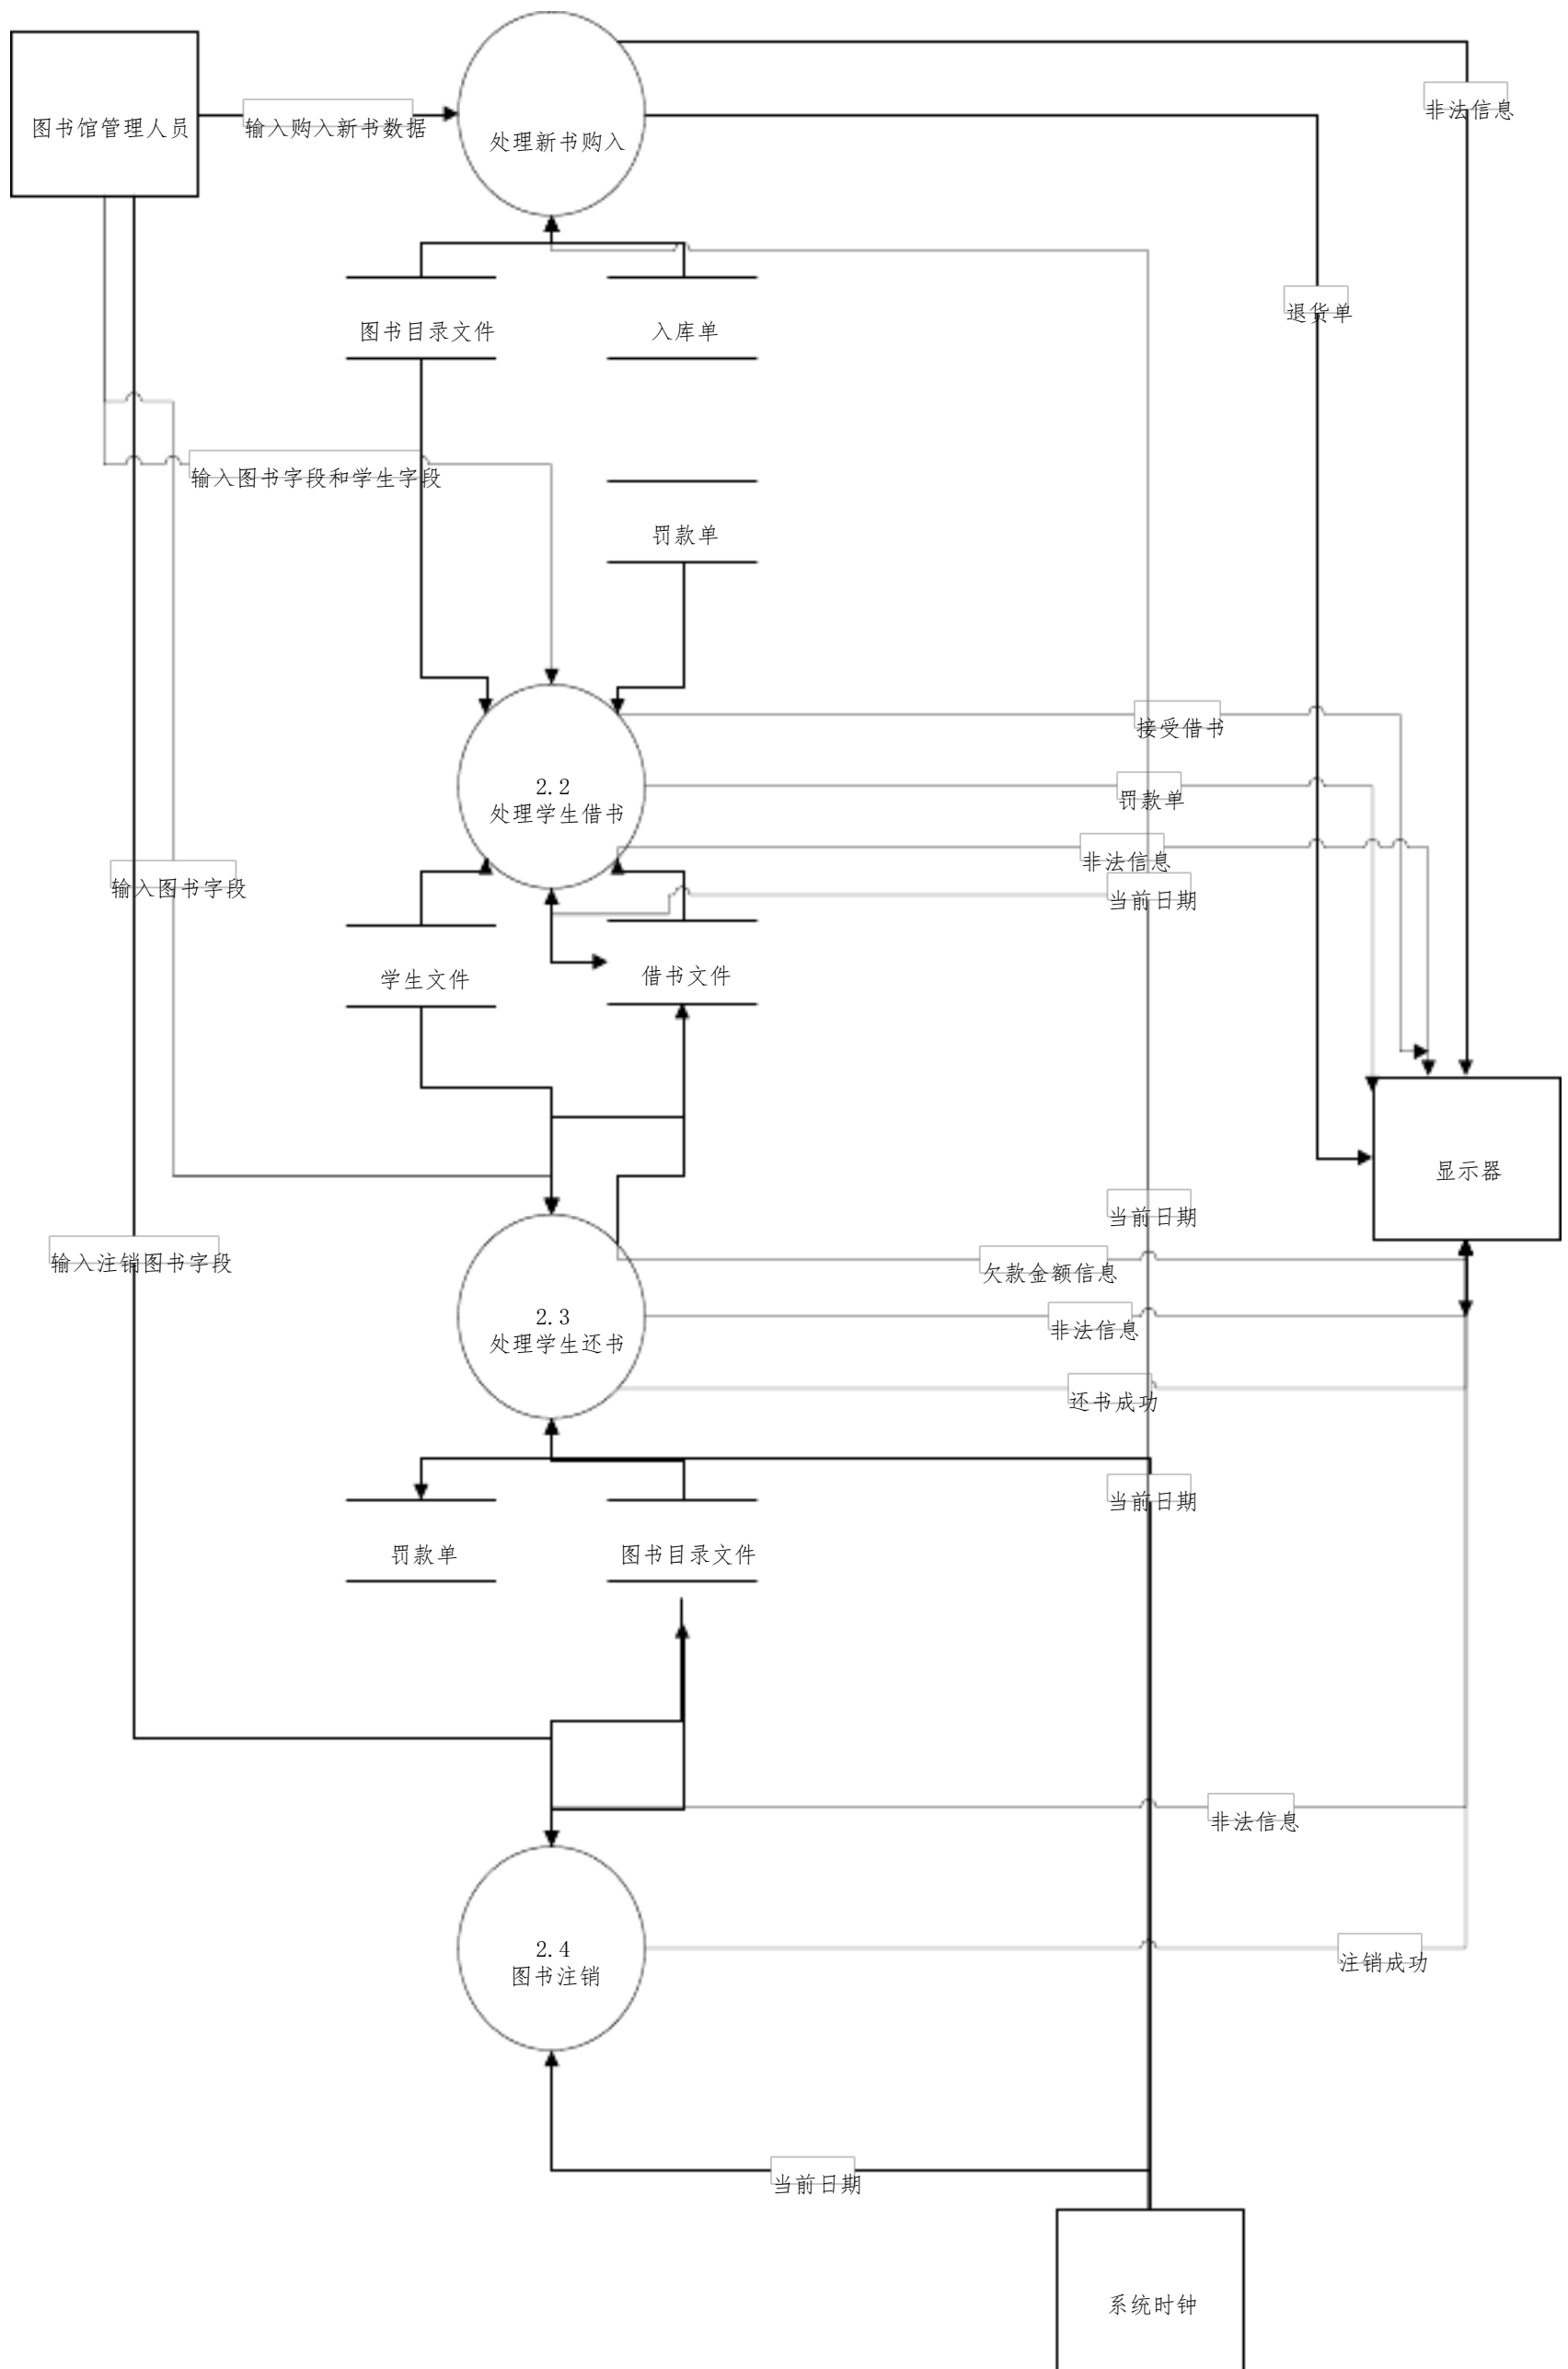 图书馆管理人员
输入购入新书数据
处理新书购入
非法信息
退货单
图书目录文件
入库单
输入图书字段和学生字段
罚款单
接受借书
2.2
处理学生借书
罚款单
非法信息
输入图书字段
当前日期
学生文件
借书文件
显示器
当前日期
输入注销图书字段
欠款金额信息
2.3
处理学生还书
非法信息
还书成功
当前日期
罚款单
图书目录文件
非法信息
2.4
图书注销
注销成功
当前日期
系统时钟